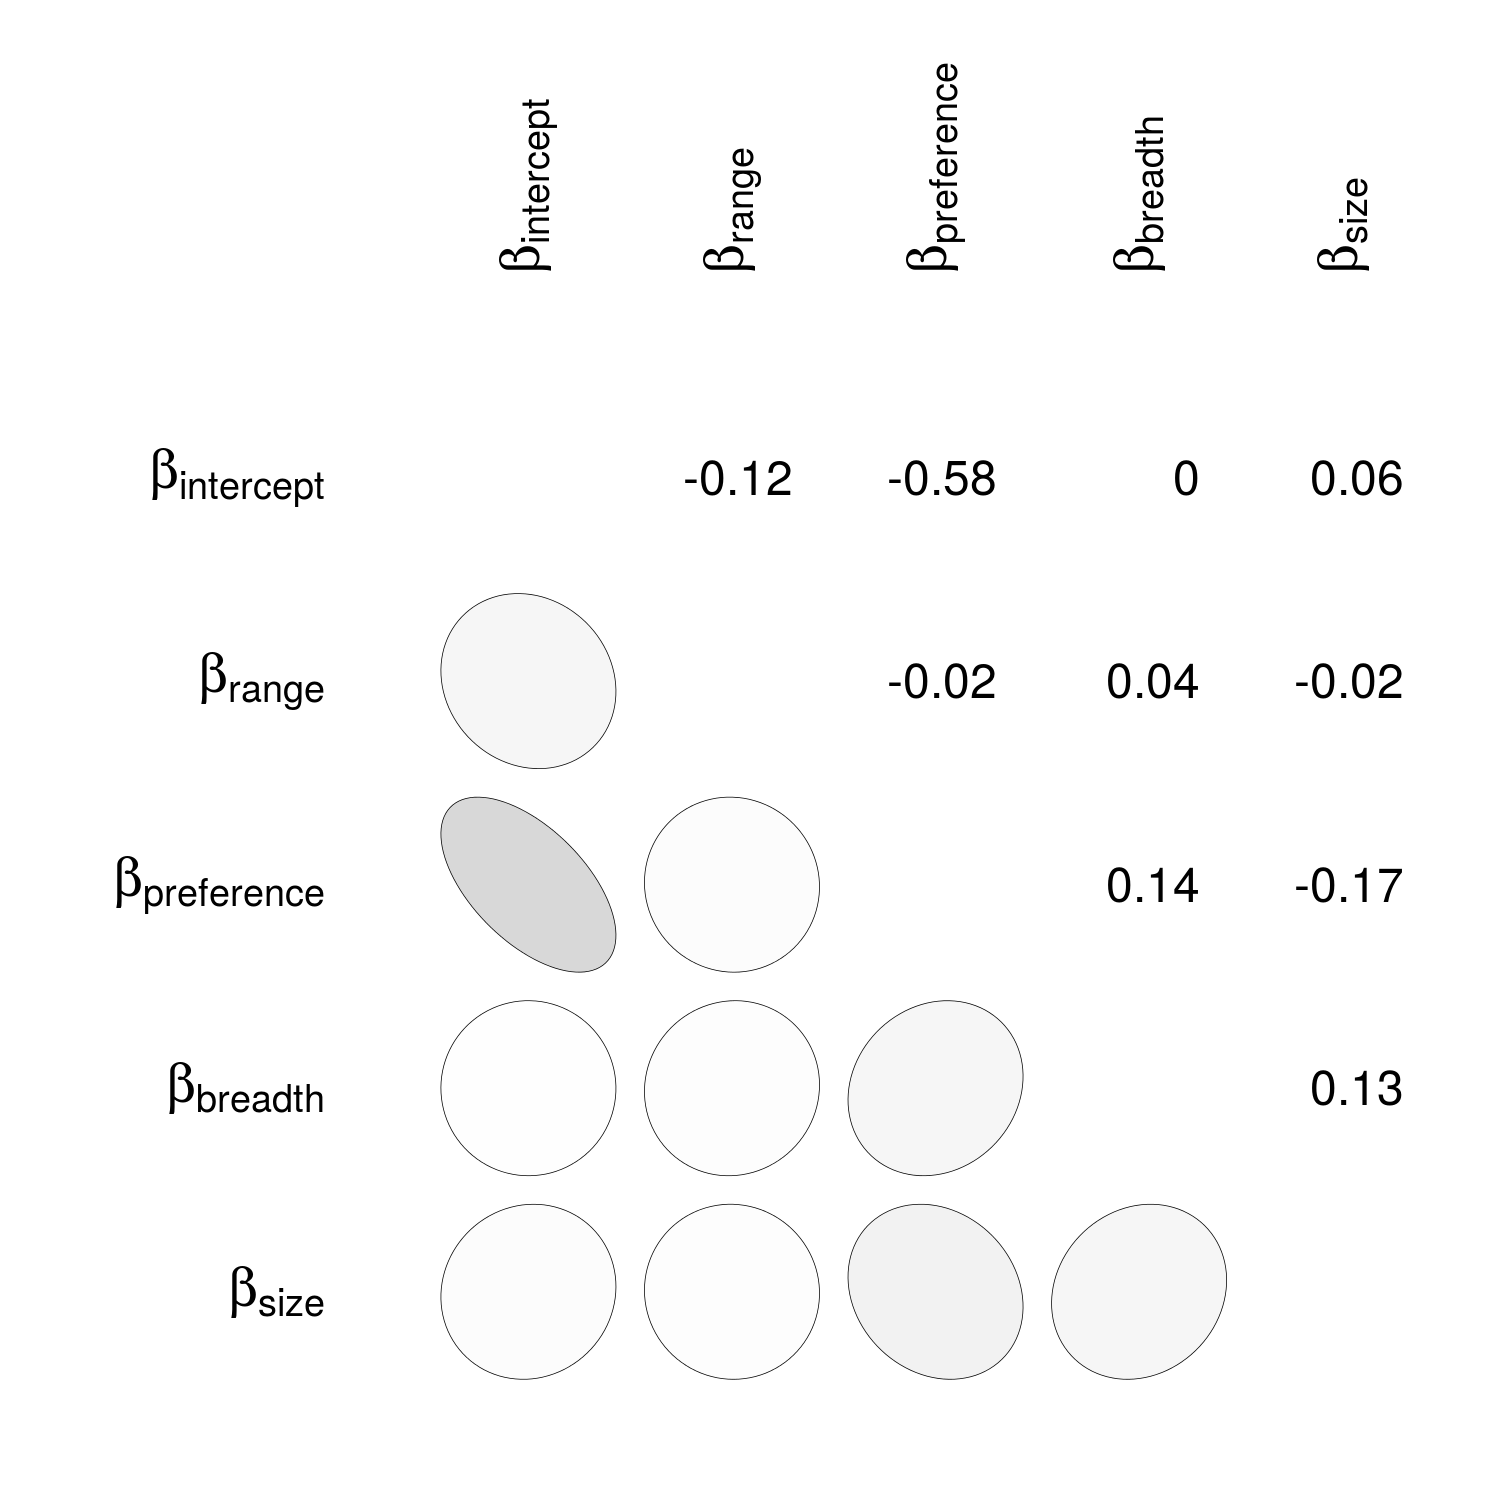 βintercept βrange βpreference βbreadth βsize
βintercept -0.12 -0.58 0 0.06
βrange -0.02 0.04 -0.02
βpreference 0.14 -0.17
βbreadth 0.13
βsize